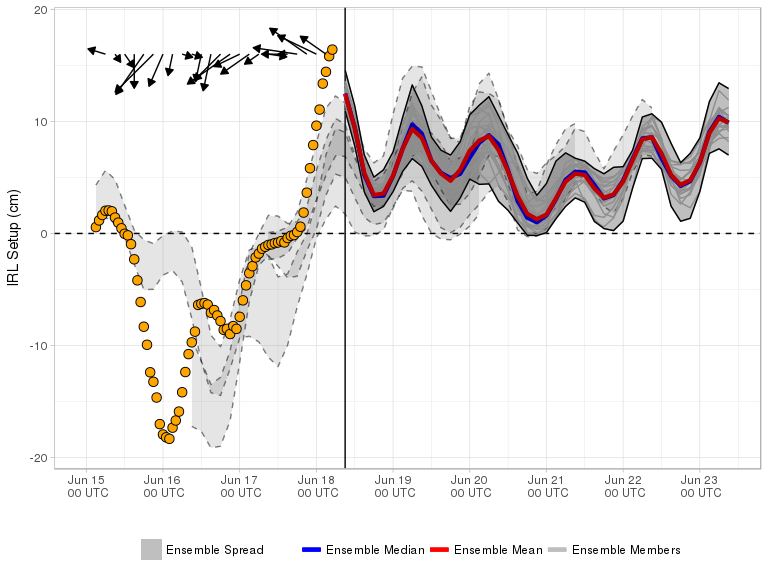 20
10
0
-10
-20
IRL Setup (cm)
Jun 15 Jun 16 Jun 17 Jun 18 Jun 19 Jun 20 Jun 21 Jun 22 Jun 23
00 UTC 00 UTC 00 UTC 00 UTC 00 UTC 00 UTC 00 UTC 00 UTC 00 UTC
Ensemble Spread Ensemble Median Ensemble Mean Ensemble Members